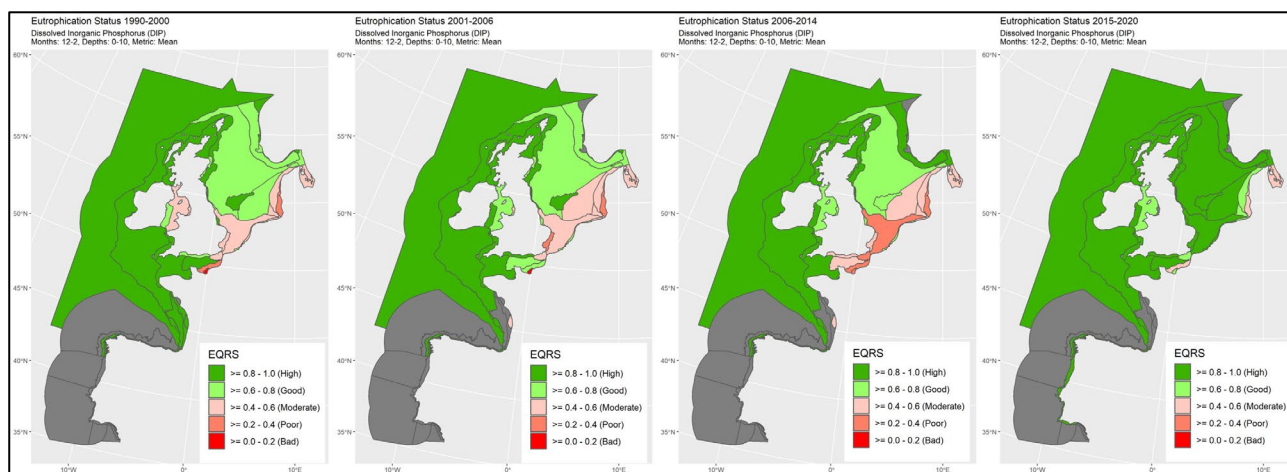 Eutrophication Status 1990-2000
Dissolved Inorganic Phosphorus (DIP)
Months: 12-2, Depths: 0-10, Metric: Mean
60°N
55°N
50°N
45°N
40°N
35°N
10°W
0°
10°E
EQRS
>= 0.8 - 1.0 (High)
>= 0.6 - 0.8 (Good)
>= 0.4 - 0.6 (Moderate)
>= 0.2 - 0.4 (Poor)
>= 0.0 - 0.2 (Bad)
Eutrophication Status 2001-2006
Dissolved Inorganic Phosphorus (DIP)
Months: 12-2, Depths: 0-10, Metric: Mean
60°N
55°N
50°N
45°N
40°N
35°N
10°W
0°
10°E
EQRS
>= 0.8 - 1.0 (High)
>= 0.6 - 0.8 (Good)
>= 0.4 - 0.6 (Moderate)
>= 0.2 - 0.4 (Poor)
>= 0.0 - 0.2 (Bad)
Eutrophication Status 2006-2014
Dissolved Inorganic Phosphorus (DIP)
Months: 12-2, Depths: 0-10, Metric: Mean
60°N
55°N
50°N
45°N
40°N
35°N
10°W
0°
10°E
EQRS
>= 0.8 - 1.0 (High)
>= 0.6 - 0.8 (Good)
>= 0.4 - 0.6 (Moderate)
>= 0.2 - 0.4 (Poor)
>= 0.0 - 0.2 (Bad)
Eutrophication Status 2015-2020
Dissolved Inorganic Phosphorus (DIP)
Months: 12-2, Depths: 0-10, Metric: Mean
60°N
55°N
50°N
45°N
40°N
35°N
10°W
0°
10°E
EQRS
>= 0.8 - 1.0 (High)
>= 0.6 - 0.8 (Good)
>= 0.4 - 0.6 (Moderate)
>= 0.2 - 0.4 (Poor)
>= 0.0 - 0.2 (Bad)